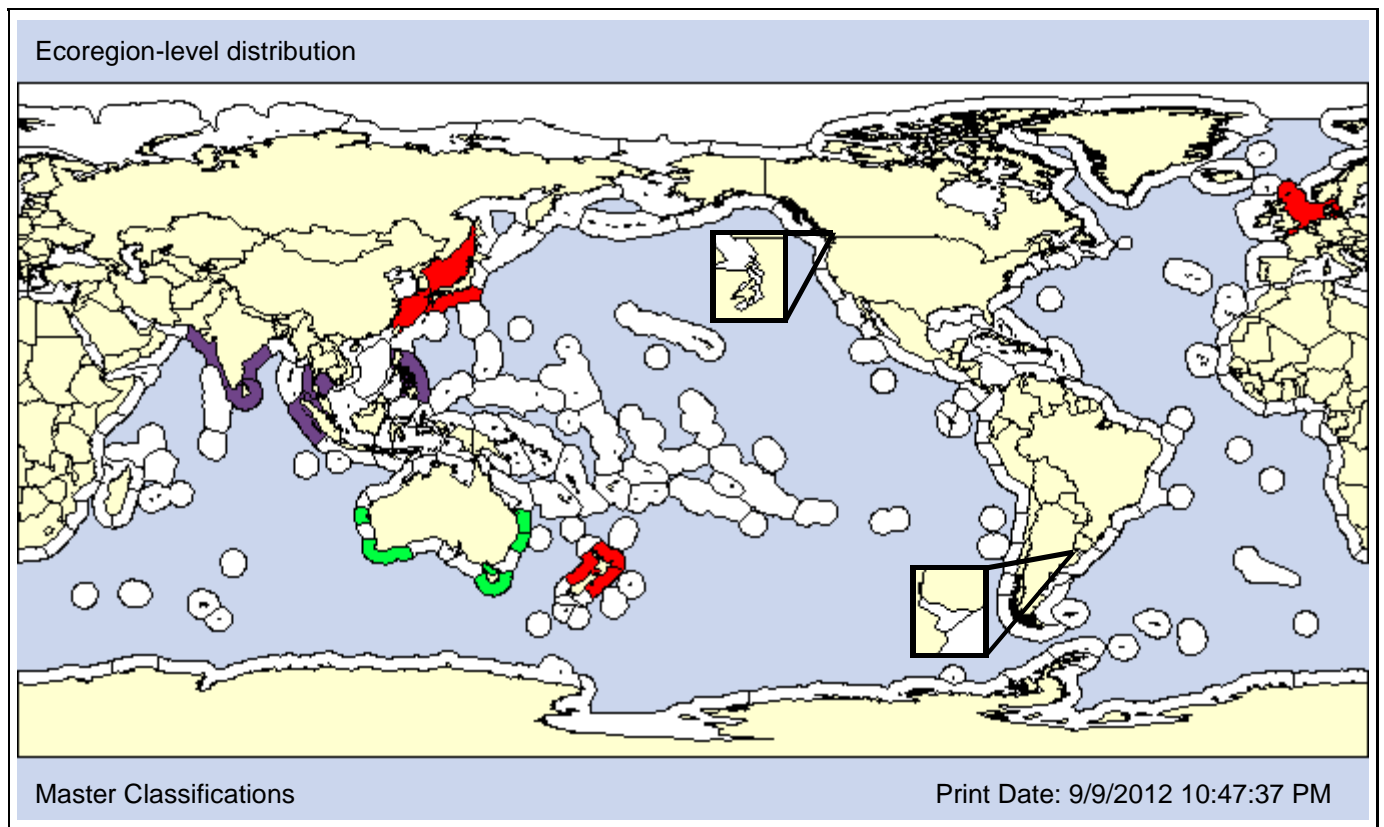 Ecoregion-level distribution
Master Classifications
Print Date: 9/9/2012 10:47:37 PM